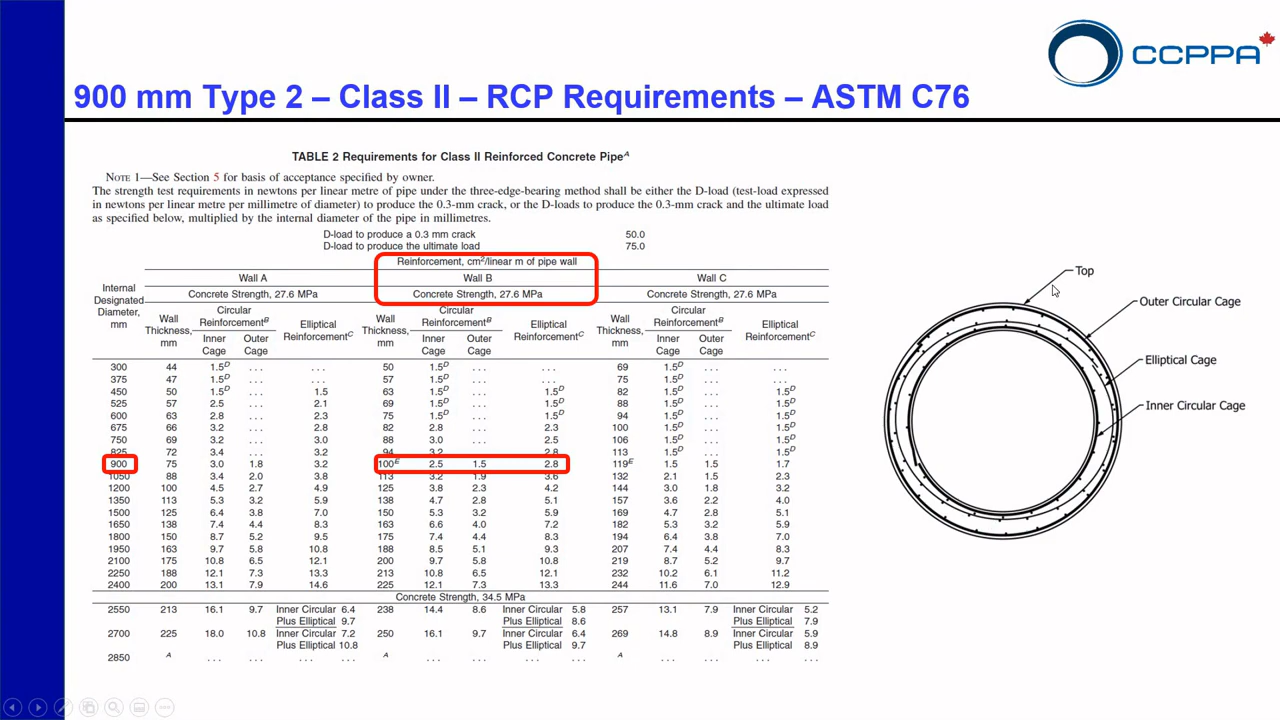 CCPPA
900 mm Type 2 – Class II – RCP Requirements – ASTM C76
TABLE 2 Requirements for Class II Reinforced Concrete Pipe^A
NOTE 1—See Section 5 for basis of acceptance specified by owner.
The strength test requirements in newtons per linear metre of pipe under the three-edge-bearing method shall be either the D-load (test-load expressed
in newtons per linear metre per millimetre of diameter) to produce the 0.3-mm crack, or the D-loads to produce the 0.3-mm crack and the ultimate load
as specified below, multiplied by the internal diameter of the pipe in millimetres.
D-load to produce a 0.3 mm crack 50.0
D-load to produce the ultimate load 75.0
Reinforcement, cm²/linear m of pipe wall
Wall A Wall B Wall C
Concrete Strength, 27.6 MPa Concrete Strength, 27.6 MPa Concrete Strength, 27.6 MPa
Internal Designated Diameter, mm
Wall Thickness, mm Circular Reinforcement^B Elliptical Reinforcement^C Wall Thickness, mm Circular Reinforcement^B Elliptical Reinforcement^C Wall Thickness, mm Circular Reinforcement^B Elliptical Reinforcement^C
Inner Cage Outer Cage Inner Cage Outer Cage Inner Cage Outer Cage
300 44 1.5^D . . . . . . 50 1.5^D . . . . . . 69 1.5^D . . . . . .
375 47 1.5^D . . . . . . 57 1.5^D . . . . . . 75 1.5^D . . . . . .
450 50 1.5^D . . . 1.5 63 1.5^D . . . 1.5^D 82 1.5^D . . . 1.5^D
525 57 2.5 . . . 2.1 69 1.5^D . . . 1.5^D 88 1.5^D . . . 1.5^D
600 63 2.8 . . . 2.3 75 1.5^D . . . 1.5^D 94 1.5^D . . . 1.5^D
675 66 3.2 . . . 2.8 82 2.8 . . . 2.3 100 1.5^D . . . 1.5^D
750 69 3.2 . . . 3.0 88 3.0 . . . 2.5 106 1.5^D . . . 1.5^D
825 72 3.4 . . . 3.2 94 3.2 . . . 2.8 113 1.5^D . . . 1.5^D
900 75 3.0 1.8 3.2 100^E 2.5 1.5 2.8 119^E 1.5 1.5 1.7
1050 88 3.4 2.0 3.8 113 3.2 1.9 3.6 132 2.1 1.5 2.3
1200 100 4.5 2.7 4.9 125 3.8 2.3 4.2 144 3.0 1.8 3.2
1350 113 5.3 3.2 5.9 138 4.7 2.8 5.1 157 3.6 2.2 4.0
1500 125 6.4 3.8 7.0 150 5.3 3.2 5.9 169 4.7 2.8 5.1
1650 138 7.4 4.4 8.3 163 6.6 4.0 7.2 182 5.3 3.2 5.9
1800 150 8.7 5.2 9.5 175 7.4 4.4 8.3 194 6.4 3.8 7.0
1950 163 9.7 5.8 10.8 188 8.5 5.1 9.3 207 7.4 4.4 8.3
2100 175 10.8 6.5 12.1 200 9.7 5.8 10.8 219 8.7 5.2 9.7
2250 188 12.1 7.3 13.3 213 10.8 6.5 12.1 232 10.2 6.1 11.2
2400 200 13.1 7.9 14.6 225 12.1 7.3 13.3 244 11.6 7.0 12.9
Concrete Strength, 34.5 MPa
2550 213 16.1 9.7 Inner Circular 6.4 238 14.4 8.6 Inner Circular 5.8 257 13.1 7.9 Inner Circular 5.2
Plus Elliptical 9.7 Plus Elliptical 8.6 Plus Elliptical 7.9
2700 225 18.0 10.8 Inner Circular 7.2 250 16.1 9.7 Inner Circular 6.4 269 14.8 8.9 Inner Circular 5.9
Plus Elliptical 10.8 Plus Elliptical 9.7 Plus Elliptical 8.9
2850 A . . . . . . . . . . . . A . . . . . . . . . . . . A . . . . . . . . . . . .
Top
Outer Circular Cage
Elliptical Cage
Inner Circular Cage